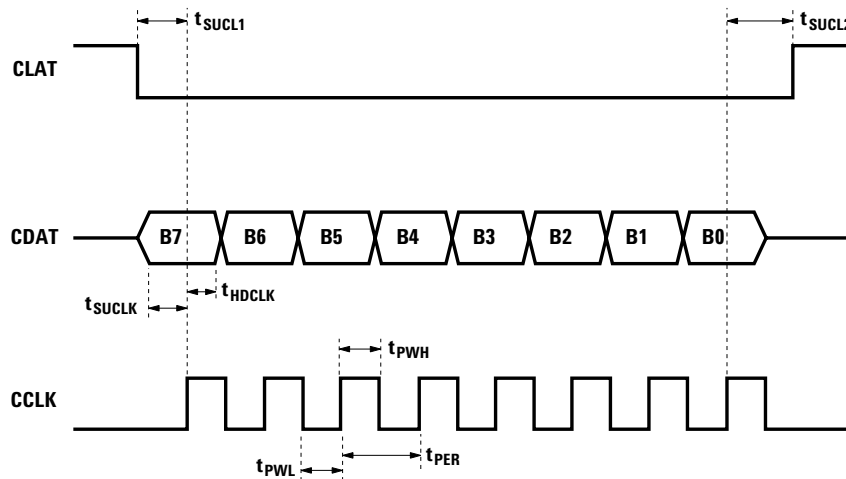 tSUCL1
tSUCL2
CLAT
CDAT
B7 B6 B5 B4 B3 B2 B1 B0
tSUCLK
tHDCLK
tPWH
CCLK
tPWL
tPER